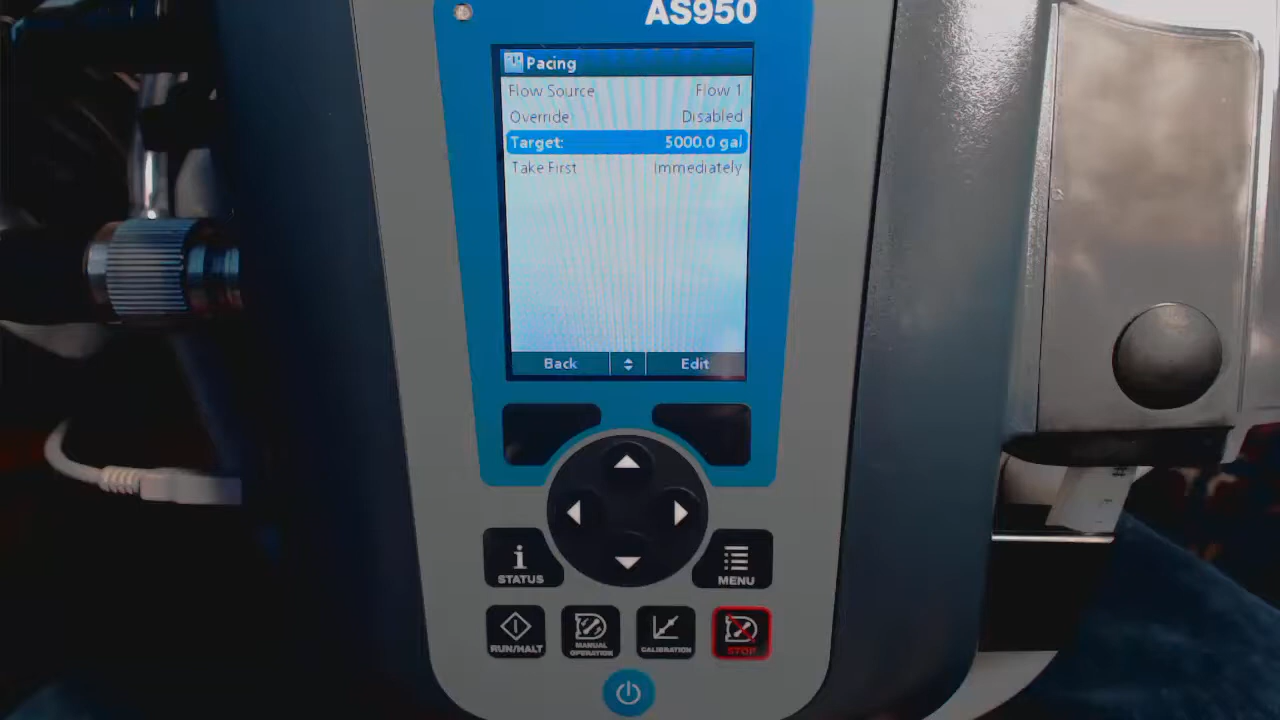 AS950
Pacing
Flow Source Flow 1
Override Disabled
Target: 5000.0 gal
Take First Immediately
Back Edit
STATUS
MENU
RUN/HALT
MANUAL OPERATION
CALIBRATION
STOP